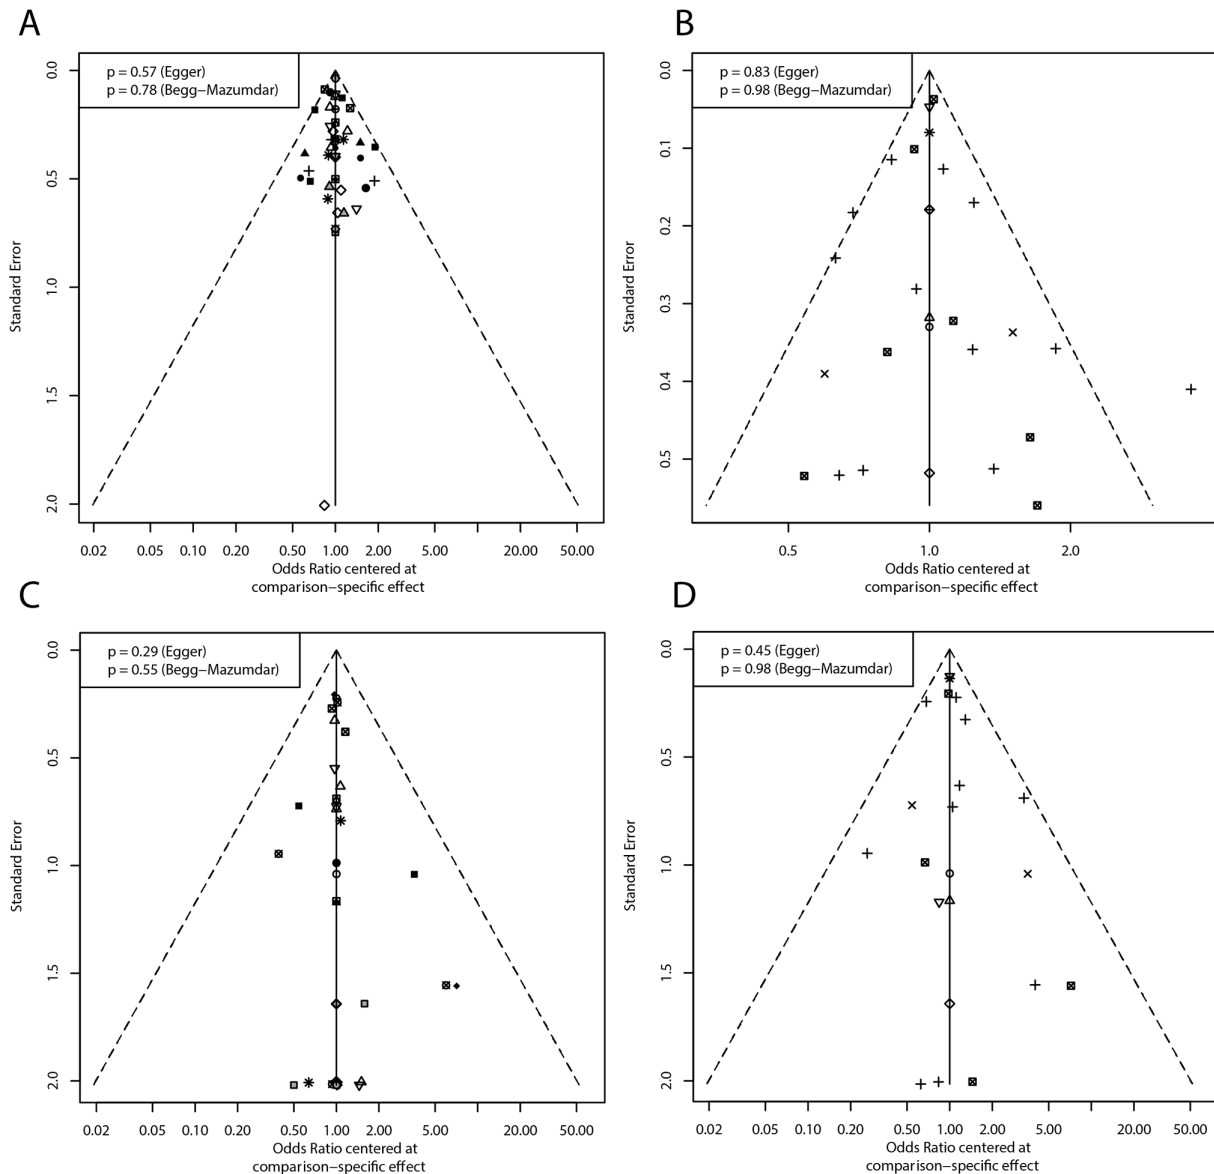 A
p = 0.57 (Egger)
p = 0.78 (Begg−Mazumdar)
Standard Error
0.0
0.5
1.0
1.5
2.0
0.02 0.05 0.10 0.20 0.50 1.00 2.00 5.00 10.00 20.00 50.00
Odds Ratio centered at
comparison−specific effect
B
p = 0.83 (Egger)
p = 0.98 (Begg−Mazumdar)
Standard Error
0.0
0.1
0.2
0.3
0.4
0.5
0.5 1.0 2.0
Odds Ratio centered at
comparison−specific effect
C
p = 0.29 (Egger)
p = 0.55 (Begg−Mazumdar)
Standard Error
0.0
0.5
1.0
1.5
2.0
0.02 0.05 0.10 0.20 0.50 1.00 2.00 5.00 10.00 20.00 50.00
Odds Ratio centered at
comparison−specific effect
D
p = 0.45 (Egger)
p = 0.98 (Begg−Mazumdar)
Standard Error
0.0
0.5
1.0
1.5
2.0
0.02 0.05 0.10 0.20 0.50 1.00 2.00 5.00 10.00 20.00 50.00
Odds Ratio centered at
comparison−specific effect